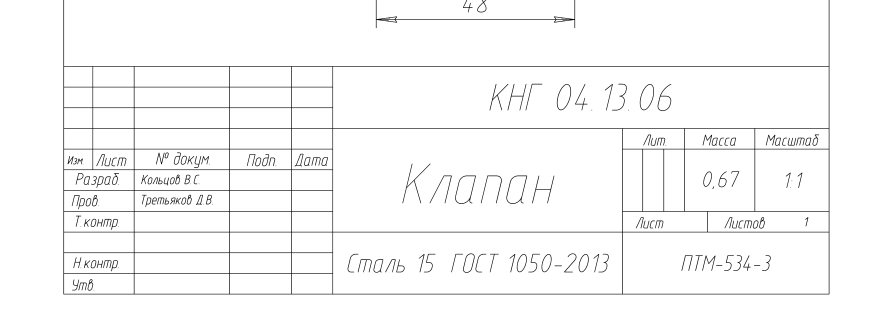 48
КНГ 04.13.06
Лит. Масса Масштаб
Изм Лист № докум. Подп. Дата
Клапан
0,67 1:1
Разраб. Кольцов В.С.
Пров. Третьяков Д.В.
Т.контр. Лист Листов 1
Н.контр. Сталь 15 ГОСТ 1050-2013 ПТМ-534-3
Утв